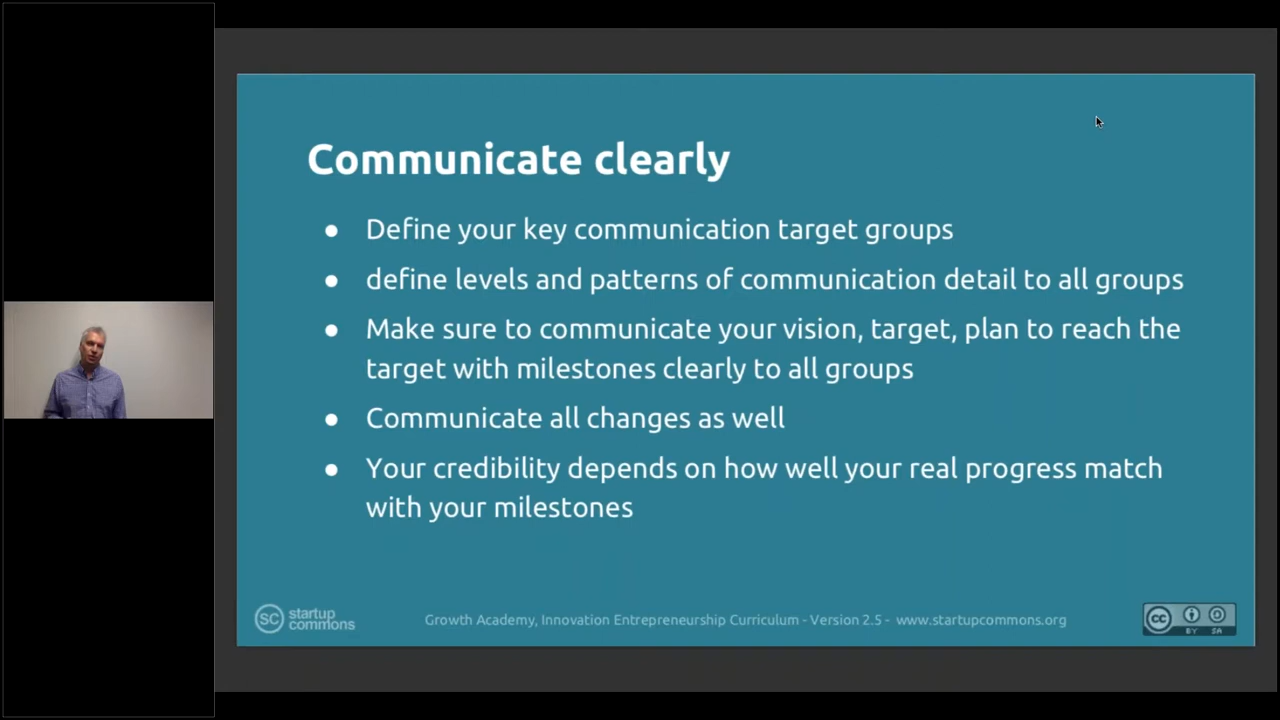 Communicate clearly
● Define your key communication target groups
● define levels and patterns of communication detail to all groups
● Make sure to communicate your vision, target, plan to reach the
target with milestones clearly to all groups
● Communicate all changes as well
● Your credibility depends on how well your real progress match
with your milestones
SC startup
commons
Growth Academy, Innovation Entrepreneurship Curriculum - Version 2.5 - www.startupcommons.org
cc
BY SA